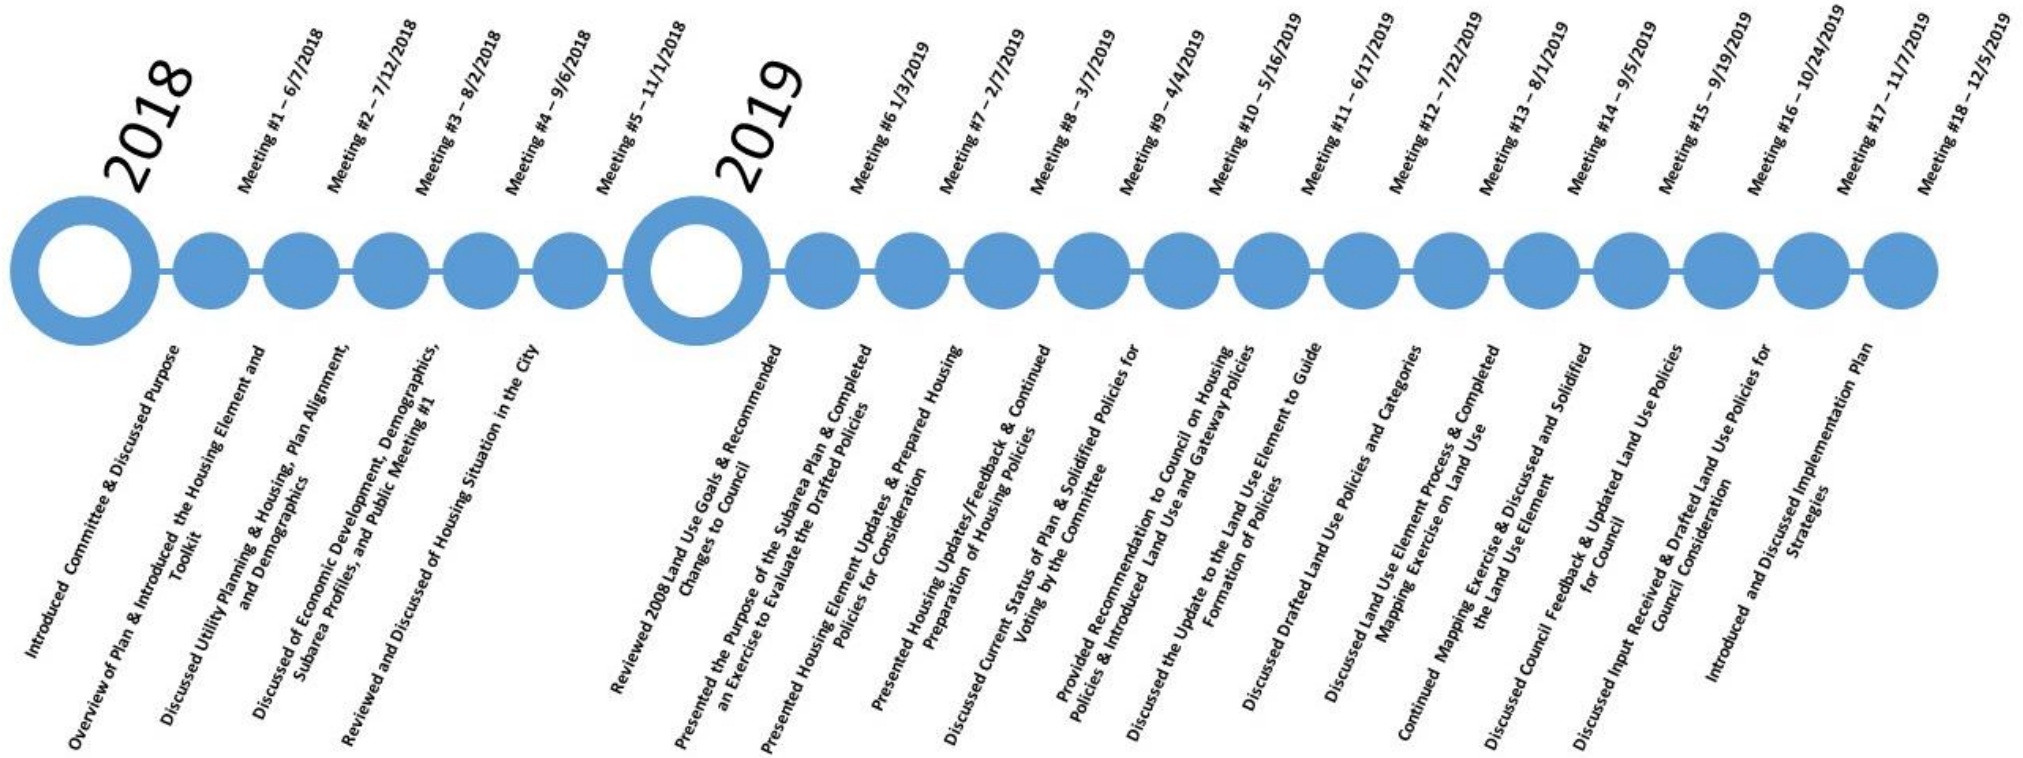 2018
Meeting #1 – 6/7/2018
Meeting #2 – 7/12/2018
Meeting #3 – 8/2/2018
Meeting #4 – 9/6/2018
Meeting #5 – 11/1/2018
2019
Meeting #6 1/3/2019
Meeting #7 – 2/7/2019
Meeting #8 – 3/7/2019
Meeting #9 – 4/4/2019
Meeting #10 – 5/16/2019
Meeting #11 – 6/17/2019
Meeting #12 – 7/22/2019
Meeting #13 – 8/1/2019
Meeting #14 – 9/5/2019
Meeting #15 – 9/19/2019
Meeting #16 – 10/24/2019
Meeting #17 – 11/7/2019
Meeting #18 – 12/5/2019
Introduced Committee & Discussed Purpose
Overview of Plan & Introduced the Housing Element and
Toolkit
Discussed Utility Planning & Housing, Plan Alignment,
and Demographics
Discussed of Economic Development, Demographics,
Subarea Profiles, and Public Meeting #1
Reviewed and Discussed of Housing Situation in the City
Reviewed 2008 Land Use Goals & Recommended
Changes to Council
Presented the Purpose of the Subarea Plan & Completed
an Exercise to Evaluate the Drafted Policies
Presented Housing Element Updates & Prepared Housing
Policies for Consideration
Presented Housing Updates/Feedback & Continued
Preparation of Housing Policies
Discussed Current Status of Plan & Solidified Policies for
Voting by the Committee
Provided Recommendation to Council on Housing
Policies & Introduced Land Use and Gateway Policies
Discussed the Update to the Land Use Element to Guide
Formation of Policies
Discussed Drafted Land Use Policies and Categories
Discussed Land Use Element Process & Completed
Mapping Exercise on Land Use
Continued Mapping Exercise & Discussed and Solidified
the Land Use Element
Discussed Council Feedback & Updated Land Use Policies
for Council
Discussed Input Received & Drafted Land Use Policies for
Council Consideration
Introduced and Discussed Implementation Plan
Strategies